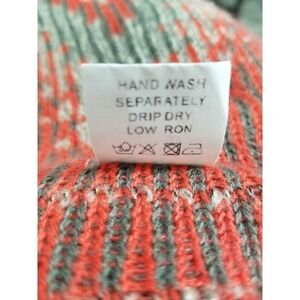 HAND WASH
SEPARATELY
DRIP DRY
LOW RON